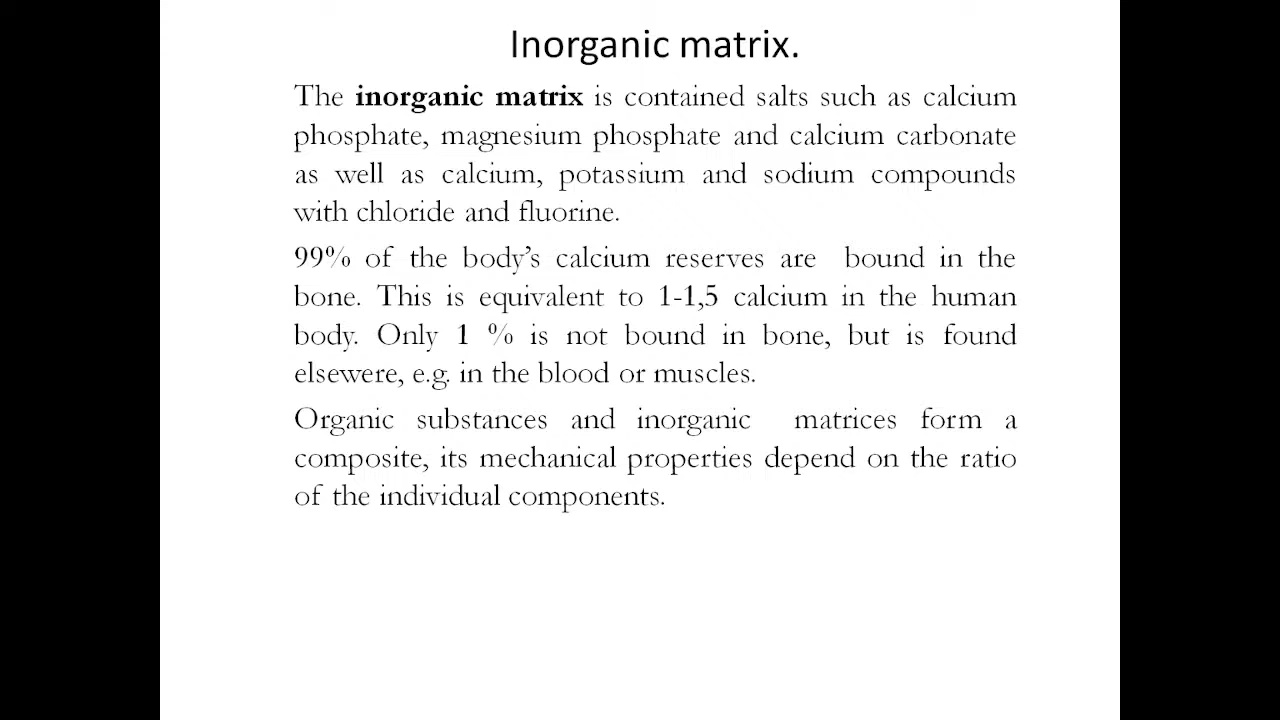 Inorganic matrix.
The inorganic matrix is contained salts such as calcium
phosphate, magnesium phosphate and calcium carbonate
as well as calcium, potassium and sodium compounds
with chloride and fluorine.
99% of the body’s calcium reserves are bound in the
bone. This is equivalent to 1-1,5 calcium in the human
body. Only 1 % is not bound in bone, but is found
elsewere, e.g. in the blood or muscles.
Organic substances and inorganic matrices form a
composite, its mechanical properties depend on the ratio
of the individual components.